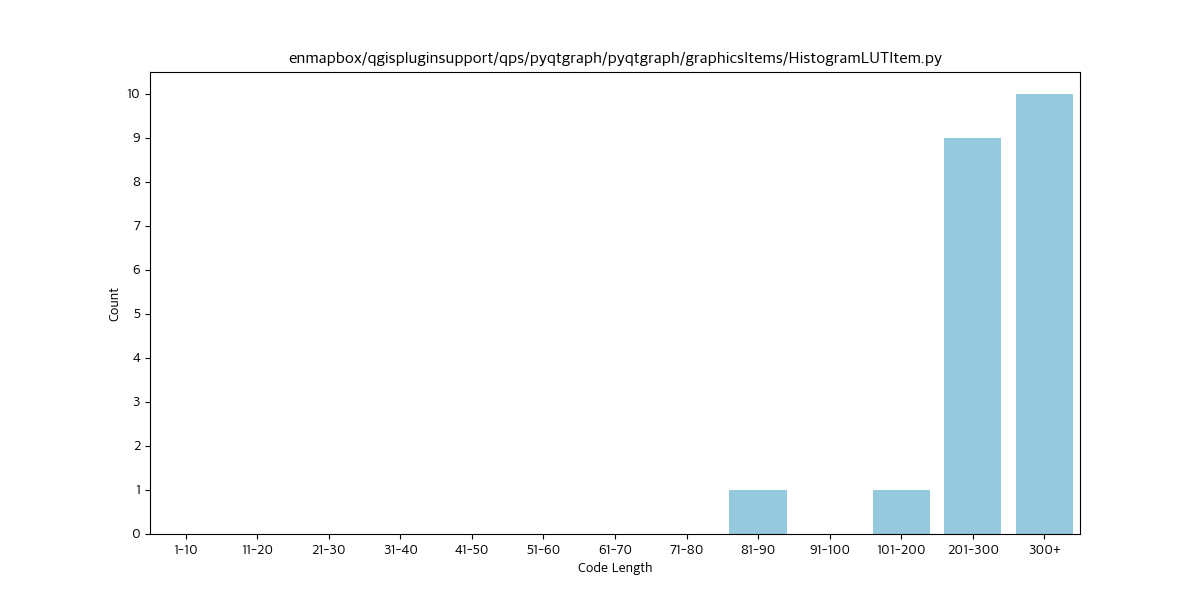 enmapbox/qgispluginsupport/qps/pyqtgraph/pyqtgraph/graphicsItems/HistogramLUTItem.py
10
9
8
7
6
5
4
3
2
1
0
Count
1-10 11-20 21-30 31-40 41-50 51-60 61-70 71-80 81-90 91-100 101-200 201-300 300+
Code Length